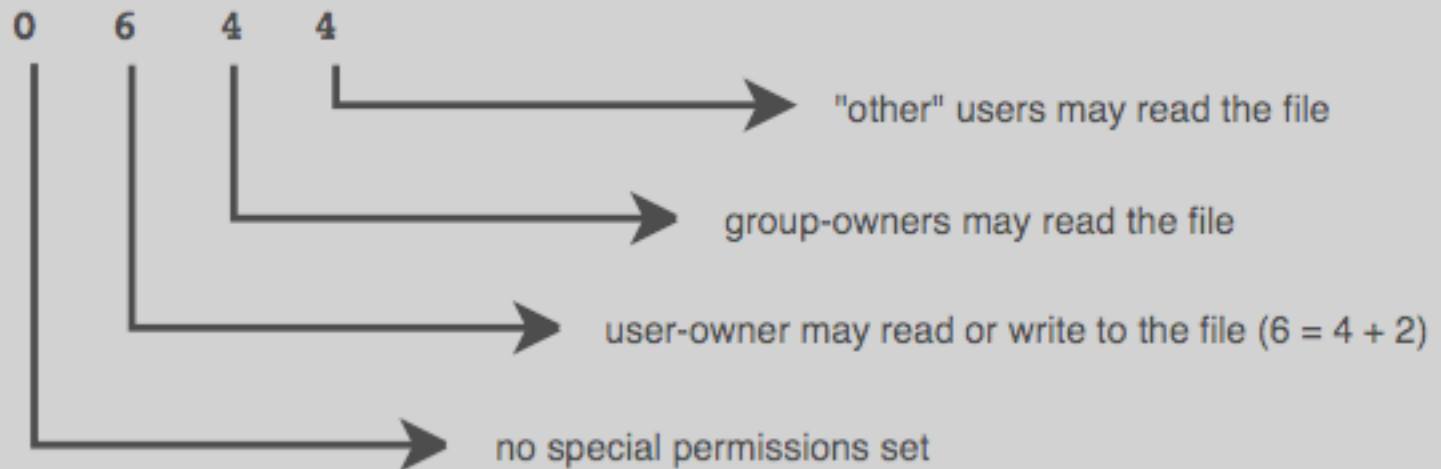 0 6 4 4
"other" users may read the file
group-owners may read the file
user-owner may read or write to the file (6 = 4 + 2)
no special permissions set